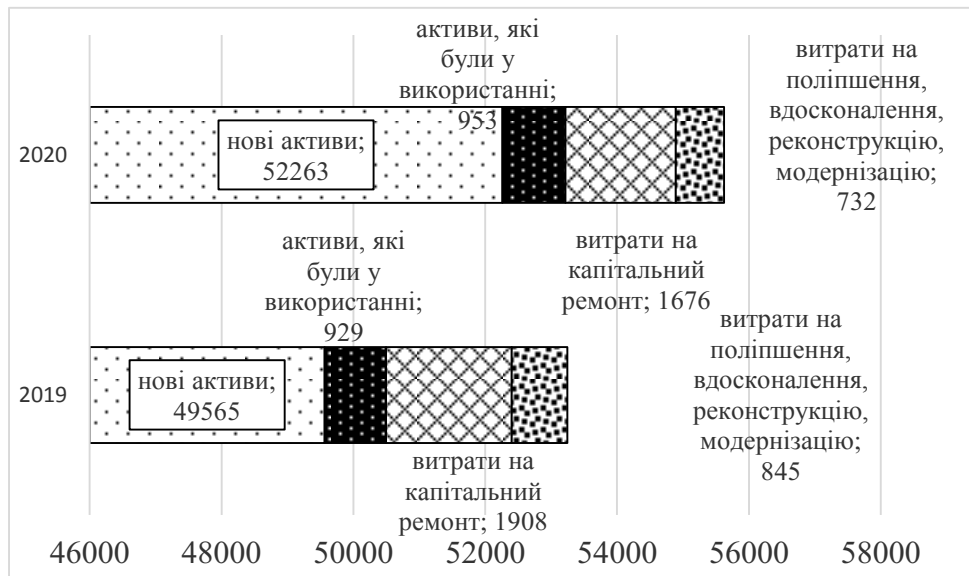 активи, які
були у
використанні;
953
витрати на
поліпшення,
вдосконалення,
реконструкцію,
модернізацію;
732
2020
нові активи;
52263
витрати на
капітальний
ремонт; 1676
активи, які
були у
використанні;
929
витрати на
поліпшення,
вдосконалення,
реконструкцію,
модернізацію;
845
2019
нові активи;
49565
витрати на
капітальний
ремонт; 1908
46000 48000 50000 52000 54000 56000 58000